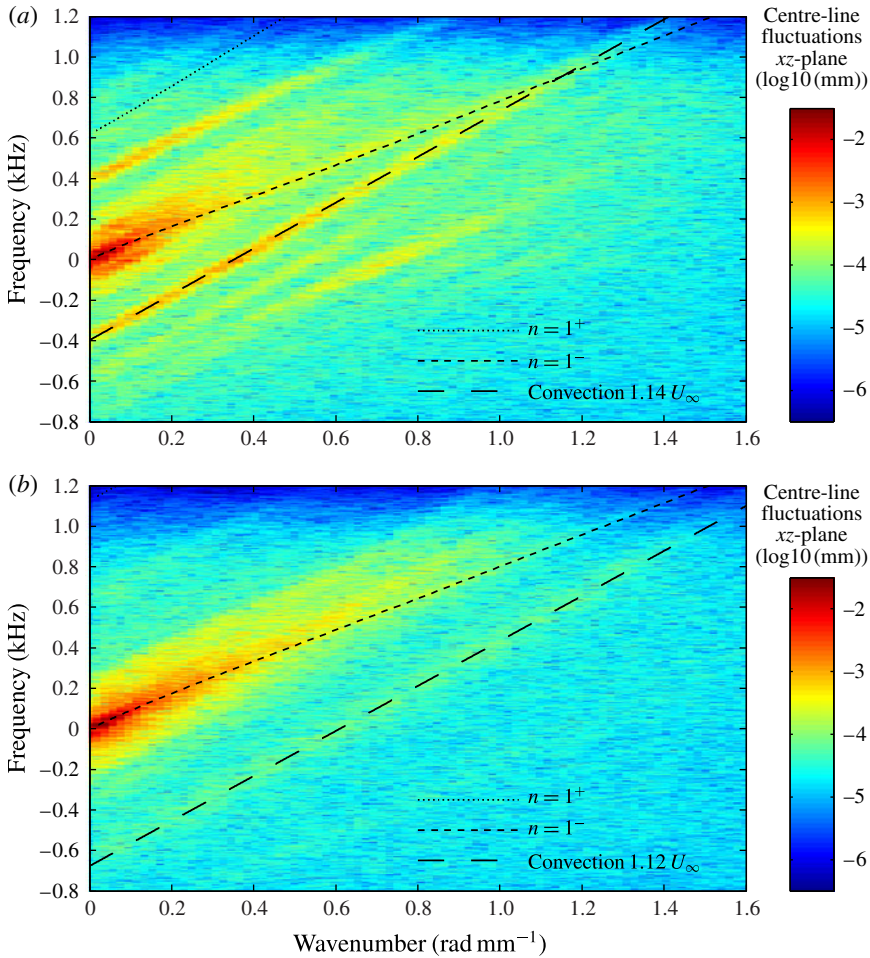 (a)
1.2
1.0
0.8
0.6
0.4
0.2
0
–0.2
–0.4
–0.6
–0.8
Frequency (kHz)
n = 1⁺
n = 1⁻
Convection 1.14 U∞
0 0.2 0.4 0.6 0.8 1.0 1.2 1.4 1.6
Centre-line
fluctuations
xz-plane
(log10 (mm))
–2
–3
–4
–5
–6
(b)
1.2
1.0
0.8
0.6
0.4
0.2
0
–0.2
–0.4
–0.6
–0.8
Frequency (kHz)
n = 1⁺
n = 1⁻
Convection 1.12 U∞
0 0.2 0.4 0.6 0.8 1.0 1.2 1.4 1.6
Wavenumber (rad mm⁻¹)
Centre-line
fluctuations
xz-plane
(log10 (mm))
–2
–3
–4
–5
–6